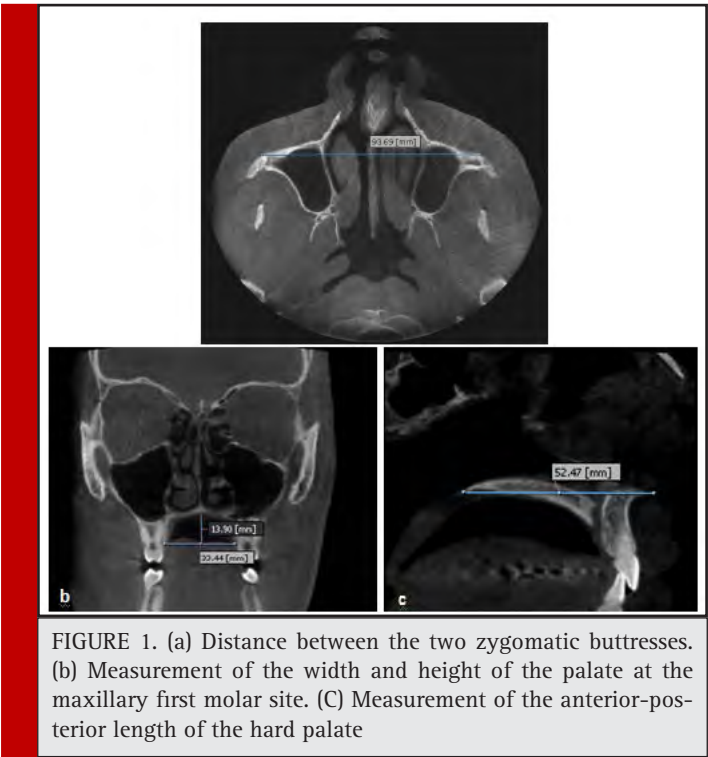 93.69 [mm]
13.90 [mm]
33.44 [mm]
b
52.47 [mm]
c
FIGURE 1. (a) Distance between the two zygomatic buttresses.
(b) Measurement of the width and height of the palate at the
maxillary first molar site. (C) Measurement of the anterior-pos-
terior length of the hard palate